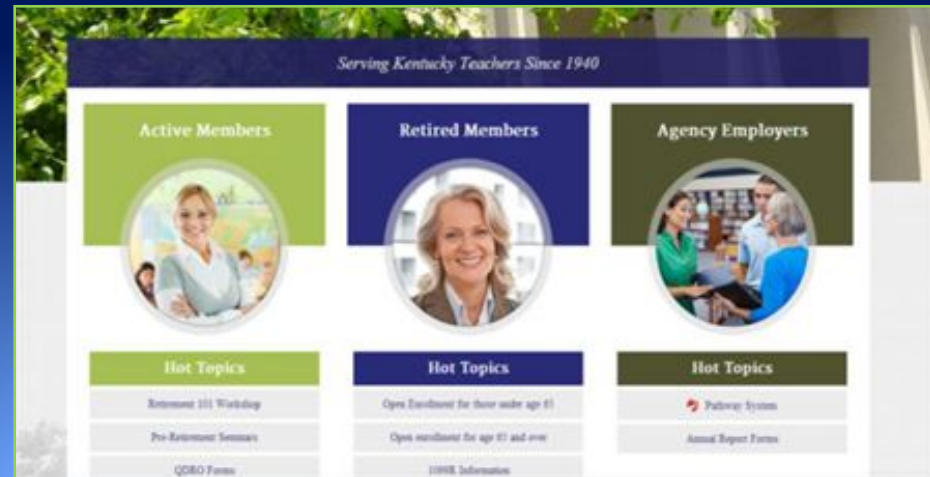 Serving Kentucky Teachers Since 1940
Active Members
Retired Members
Agency Employers
Hot Topics
Retirement 101 Workshop
Pre-Retirement Seminars
QDRO Forms
Hot Topics
Open Enrollment for those under age 65
Open enrollment for age 65 and over
1099R Information
Hot Topics
Pathway System
Annual Report Forms